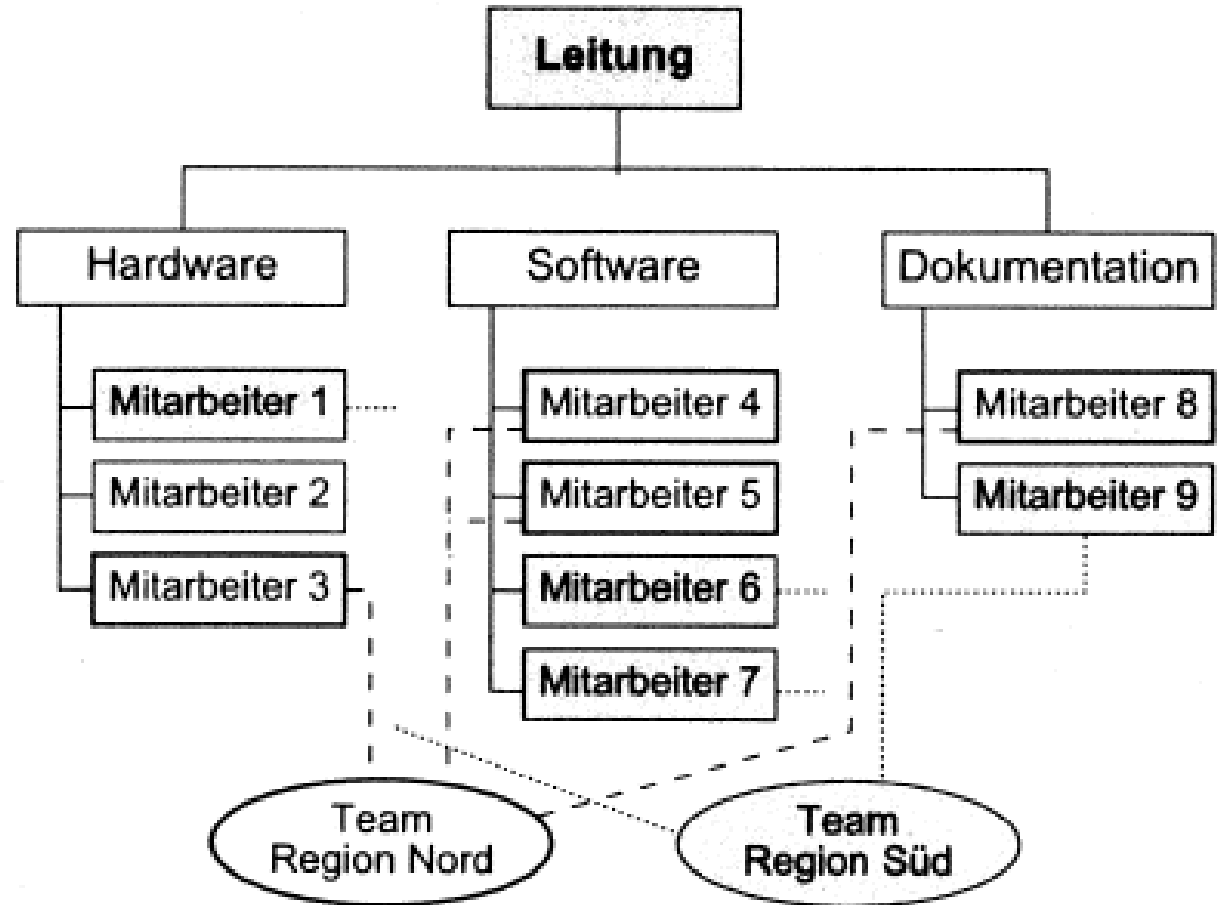 Leitung
Hardware
Software
Dokumentation
Mitarbeiter 1
Mitarbeiter 2
Mitarbeiter 3
Mitarbeiter 4
Mitarbeiter 5
Mitarbeiter 6
Mitarbeiter 7
Mitarbeiter 8
Mitarbeiter 9
Team
Region Nord
Team
Region Süd